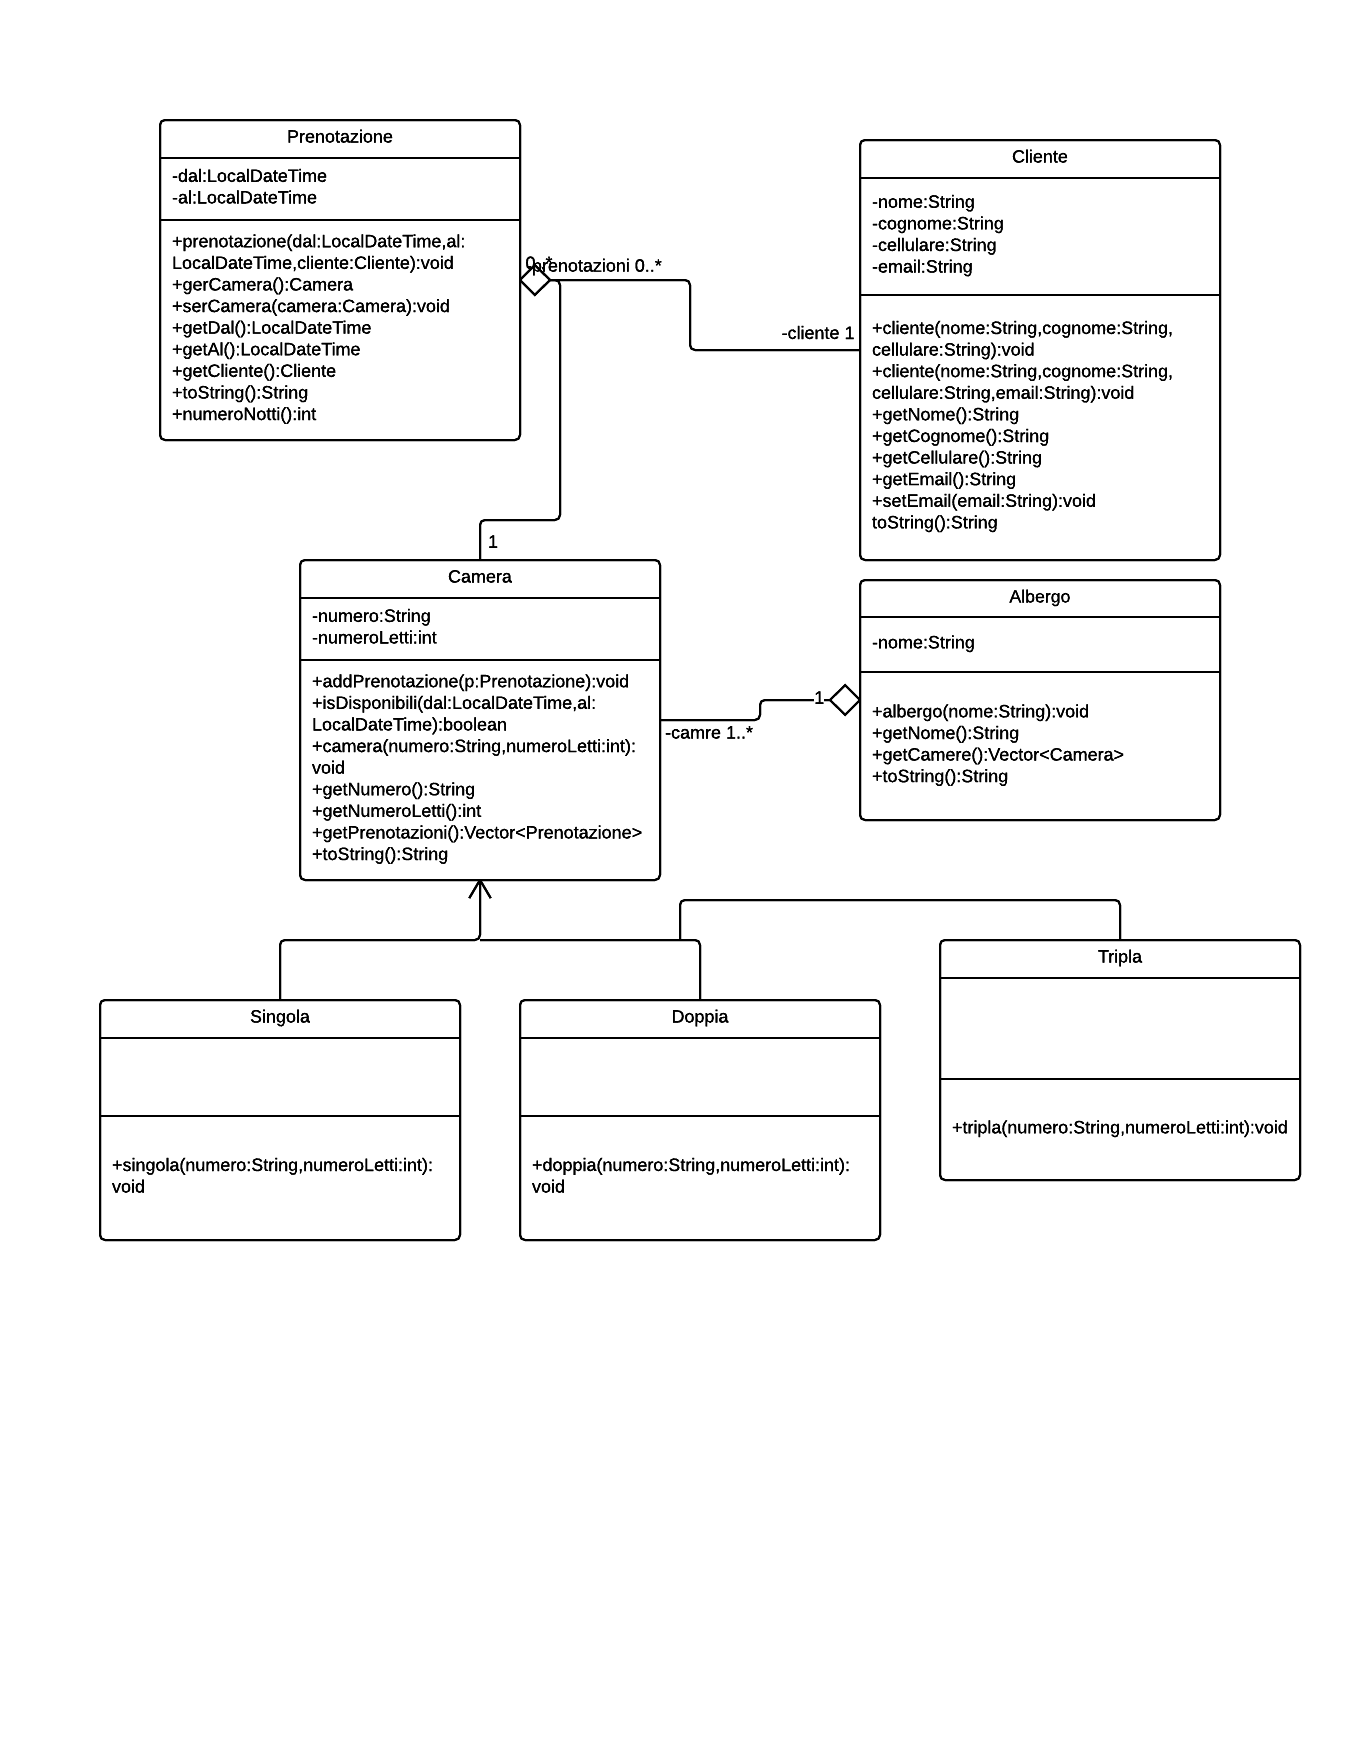 Prenotazione
-dal:LocalDateTime
-al:LocalDateTime
+prenotazione(dal:LocalDateTime,al:
LocalDateTime,cliente:Cliente):void
+gerCamera():Camera
+serCamera(camera:Camera):void
+getDal():LocalDateTime
+getAl():LocalDateTime
+getCliente():Cliente
+toString():String
+numeroNotti():int
0..*
-prenotazioni 0..*
-cliente 1
Cliente
-nome:String
-cognome:String
-cellulare:String
-email:String
+cliente(nome:String,cognome:String,
cellulare:String):void
+cliente(nome:String,cognome:String,
cellulare:String,email:String):void
+getNome():String
+getCognome():String
+getCellulare():String
+getEmail():String
+setEmail(email:String):void
toString():String
1
Camera
-numero:String
-numeroLetti:int
+addPrenotazione(p:Prenotazione):void
+isDisponibili(dal:LocalDateTime,al:
LocalDateTime):boolean
+camera(numero:String,numeroLetti:int):
void
+getNumero():String
+getNumeroLetti():int
+getPrenotazioni():Vector<Prenotazione>
+toString():String
-camre 1..*
1
Albergo
-nome:String
+albergo(nome:String):void
+getNome():String
+getCamere():Vector<Camera>
+toString():String
Singola
+singola(numero:String,numeroLetti:int):
void
Doppia
+doppia(numero:String,numeroLetti:int):
void
Tripla
+tripla(numero:String,numeroLetti:int):void